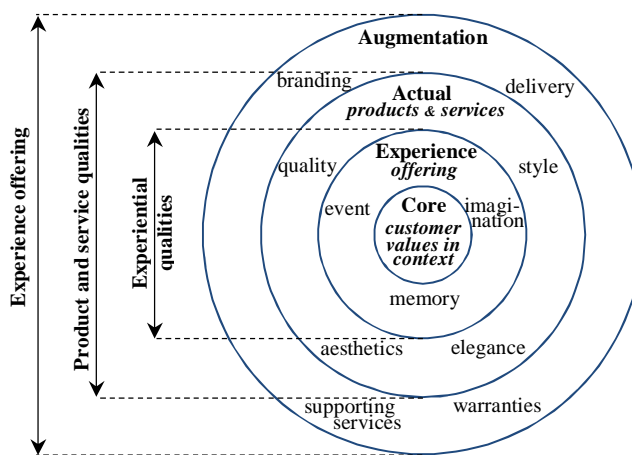 Experience offering
Product and service qualities
Experiential
qualities
Augmentation
branding
delivery
Actual
products & services
quality
style
Experience
offering
event
imagi-
nation
Core
customer
values in
context
memory
aesthetics
elegance
supporting
services
warranties